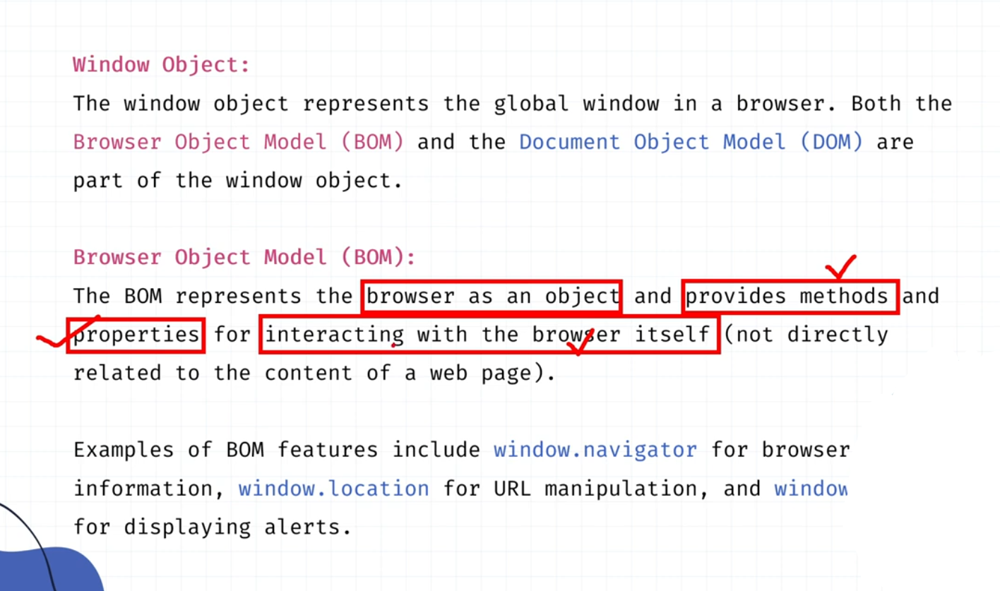 Window Object:
The window object represents the global window in a browser. Both the
Browser Object Model (BOM) and the Document Object Model (DOM) are
part of the window object.
Browser Object Model (BOM):
The BOM represents the browser as an object and provides methods and
properties for interacting with the browser itself (not directly
related to the content of a web page).
Examples of BOM features include window.navigator for browser
information, window.location for URL manipulation, and window
for displaying alerts.